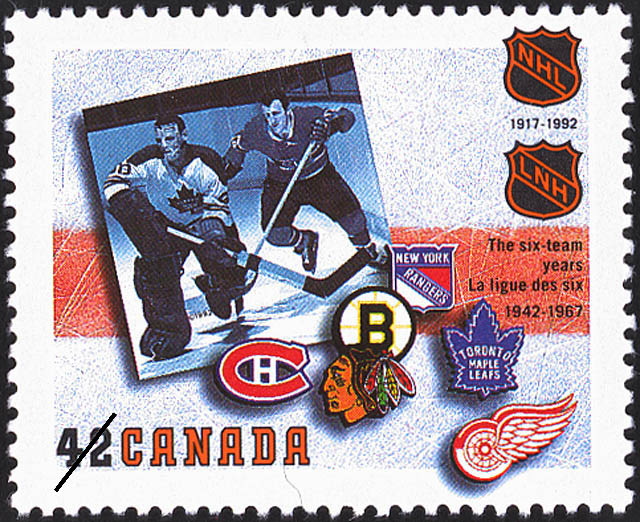 NHL
1917-1992
LNH
The six-team
years
La ligue des six
1942-1967
NEW YORK
RANGERS
B
TORONTO
MAPLE
LEAFS
CH
42 CANADA